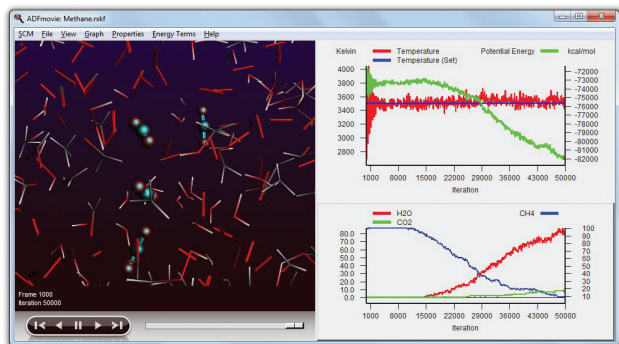 ADFmovie: Methane.rxkf
SCM File View Graph Properties Energy Terms Help
Frame 1000
Iteration 50000
Kelvin Temperature Potential Energy kcal/mol
Temperature (Set)
4000 -72000
3800 -73000
3600 -74000
3400 -75000
3200 -76000
3000 -77000
2800 -78000
-79000
-80000
-81000
-82000
1000 8000 15000 22000 29000 36000 43000 50000
Iteration
H2O CH4
CO2
80.0 100
70.0 90
60.0 80
50.0 70
40.0 60
30.0 50
20.0 40
10.0 30
0.0 20
10
1000 8000 15000 22000 29000 36000 43000 50000
Iteration